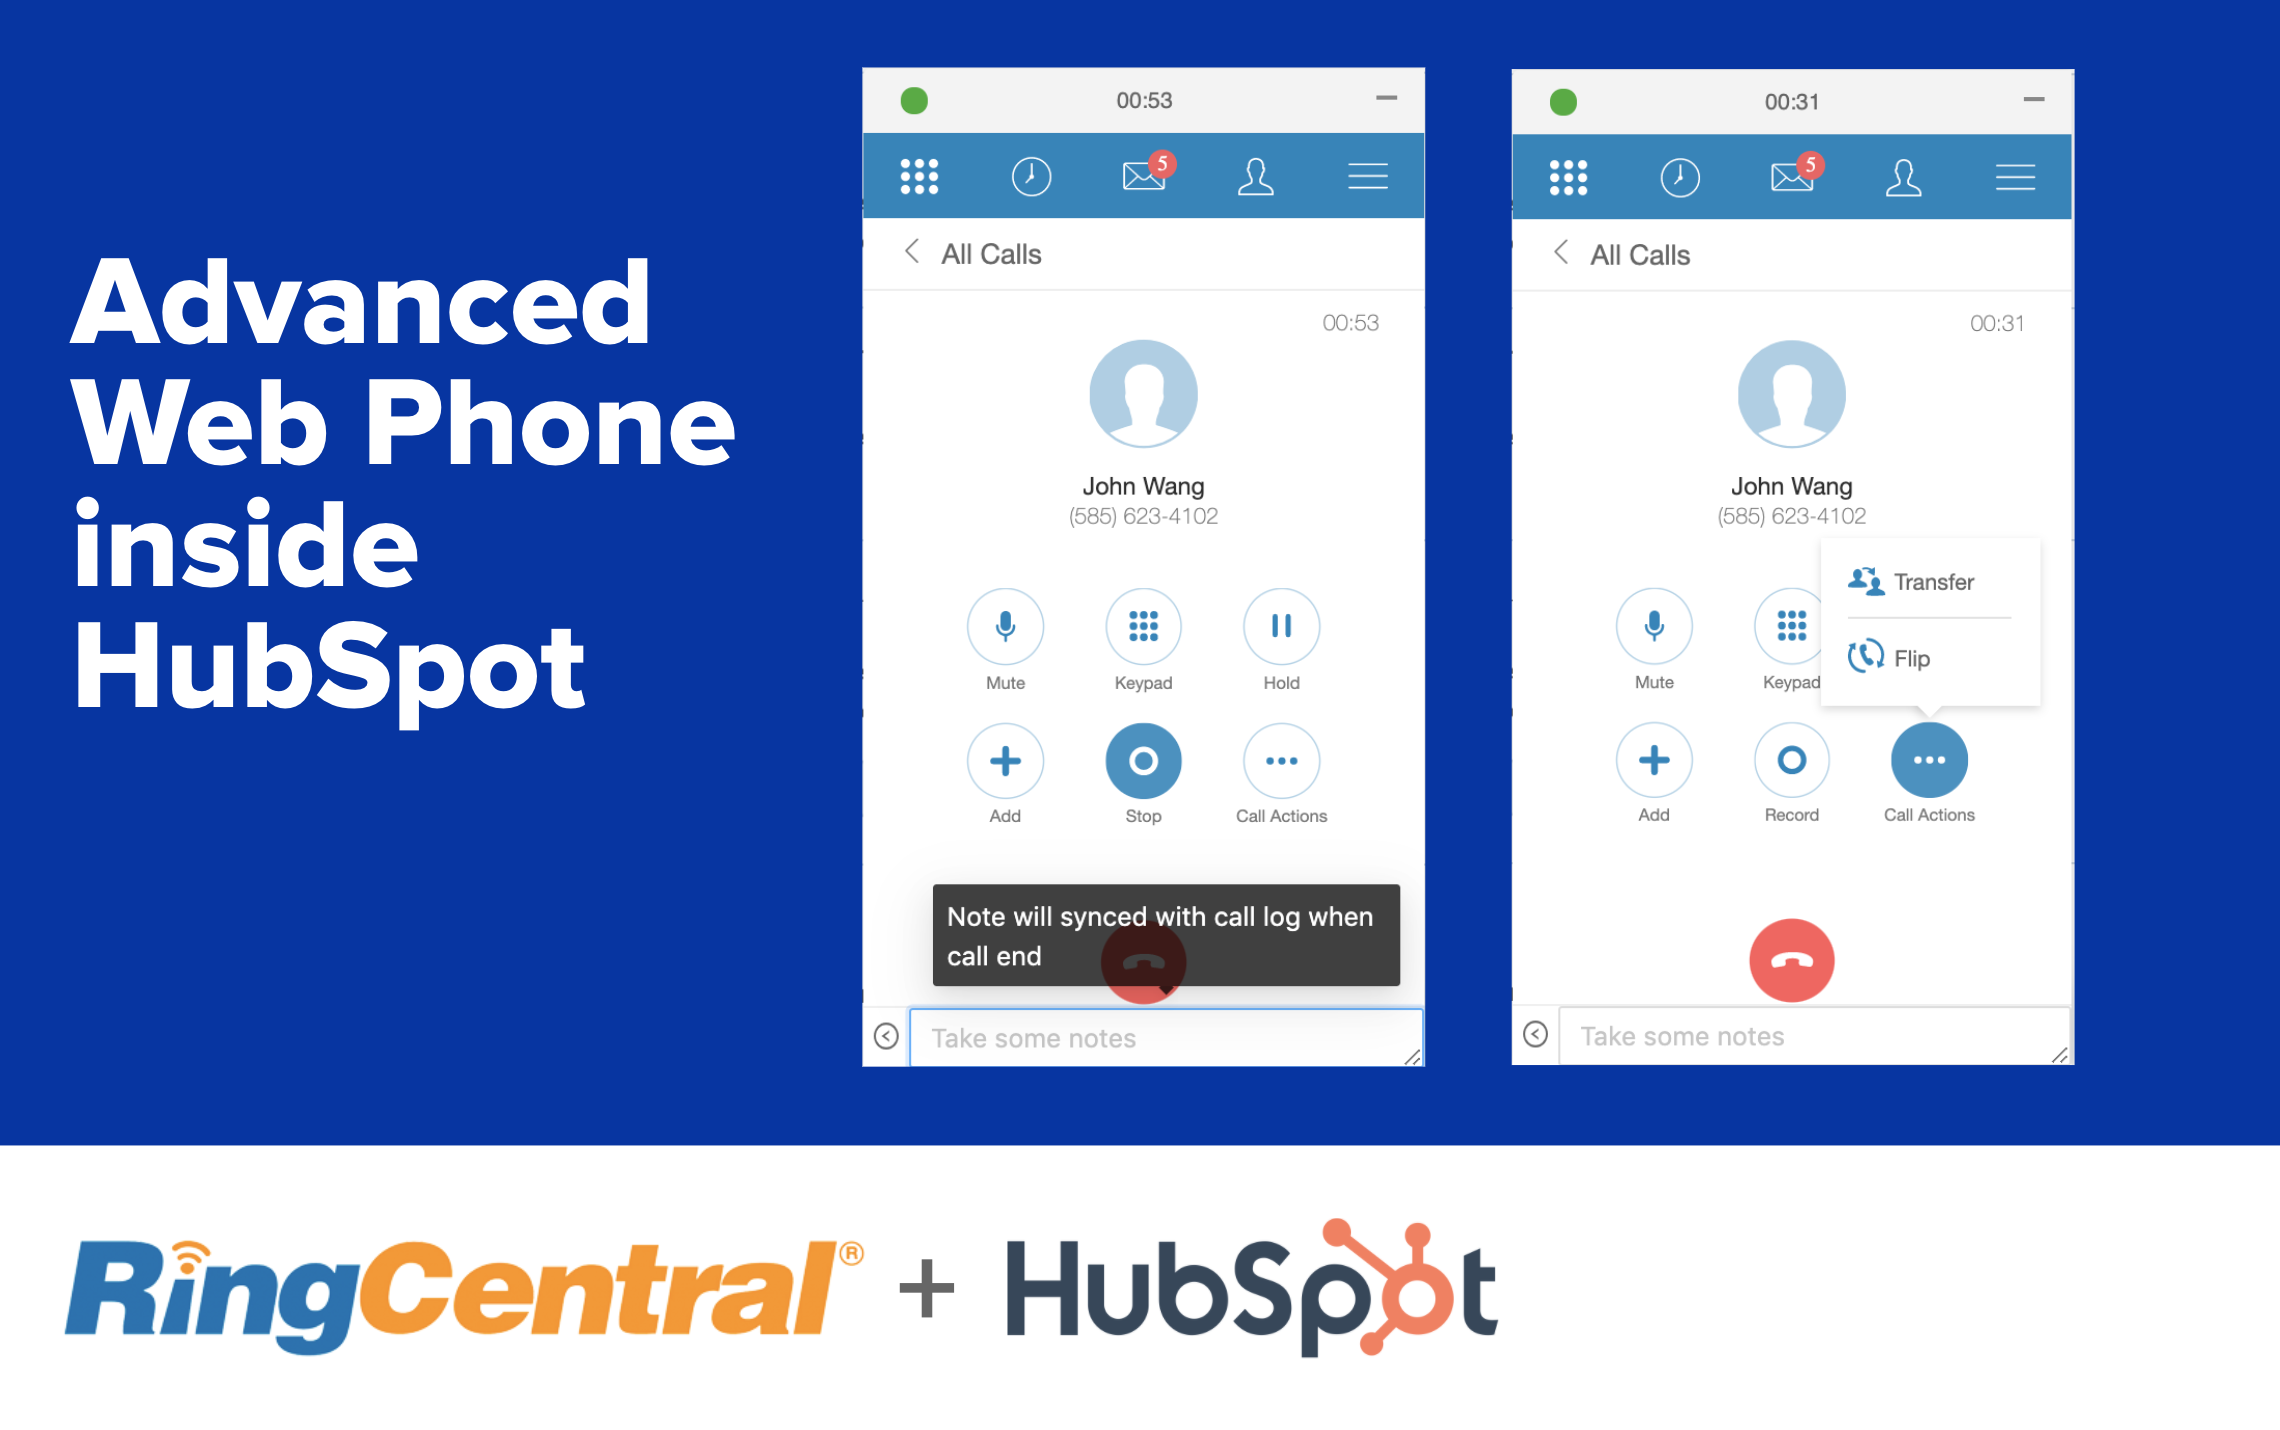 Advanced
Web Phone
inside
HubSpot
00:53
5
All Calls
00:53
John Wang
(585) 623-4102
Mute
Keypad
Hold
Add
Stop
Call Actions
Note will synced with call log when
call end
Take some notes
00:31
5
All Calls
00:31
John Wang
(585) 623-4102
Transfer
Flip
Mute
Keypad
Add
Record
Call Actions
Take some notes
RingCentral® + HubSpot